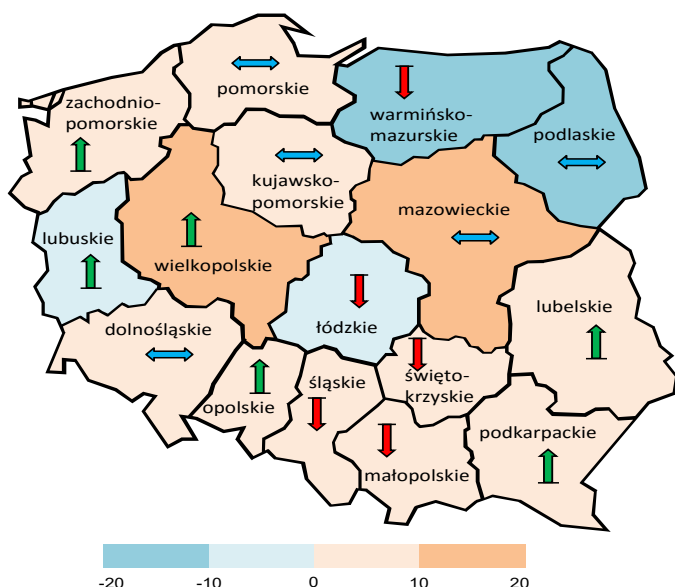 pomorskie
zachodnio-
pomorskie
warmińsko-
mazurskie
podlaskie
kujawsko-
pomorskie
mazowieckie
lubuskie
wielkopolskie
łódzkie
lubelskie
dolnośląskie
opolskie
śląskie
święto-
krzyskie
małopolskie
podkarpackie
-20 -10 0 10 20